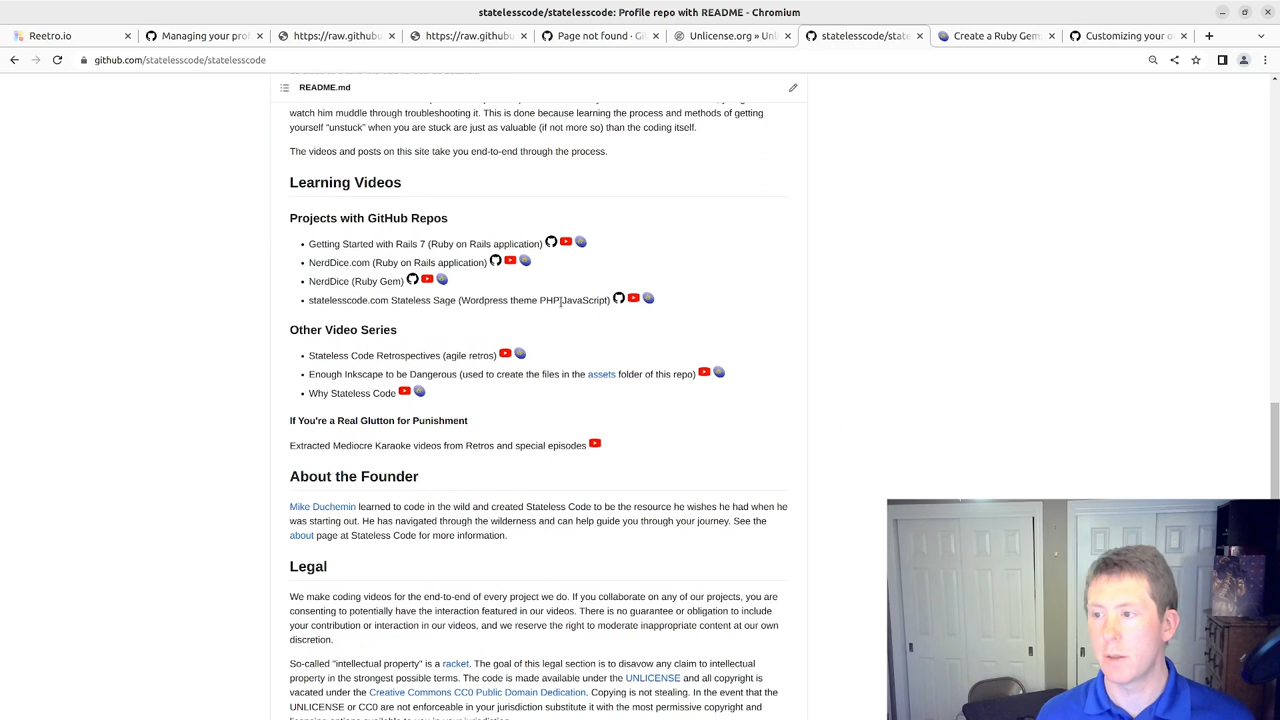 statelesscode/statelesscode: Profile repo with README - Chromium
Reetro.io
Managing your pro
https://raw.githubu
https://raw.githubu
Page not found · Gi
Unlicense.org » Unl
statelesscode/state
Create a Ruby Gem
Customizing your o
github.com/statelesscode/statelesscode
README.md
watch him muddle through troubleshooting it. This is done because learning the process and methods of getting
yourself "unstuck" when you are stuck are just as valuable (if not more so) than the coding itself.
The videos and posts on this site take you end-to-end through the process.
Learning Videos
Projects with GitHub Repos
• Getting Started with Rails 7 (Ruby on Rails application)
• NerdDice.com (Ruby on Rails application)
• NerdDice (Ruby Gem)
• statelesscode.com Stateless Sage (Wordpress theme PHP/JavaScript)
Other Video Series
• Stateless Code Retrospectives (agile retros)
• Enough Inkscape to be Dangerous (used to create the files in the assets folder of this repo)
• Why Stateless Code
If You're a Real Glutton for Punishment
Extracted Mediocre Karaoke videos from Retros and special episodes
About the Founder
Mike Duchemin learned to code in the wild and created Stateless Code to be the resource he wishes he had when he
was starting out. He has navigated through the wilderness and can help guide you through your journey. See the
about page at Stateless Code for more information.
Legal
We make coding videos for the end-to-end of every project we do. If you collaborate on any of our projects, you are
consenting to potentially have the interaction featured in our videos. There is no guarantee or obligation to include
your contribution or interaction in our videos, and we reserve the right to moderate inappropriate content at our own
discretion.
So-called "intellectual property" is a racket. The goal of this legal section is to disavow any claim to intellectual
property in the strongest possible terms. The code is made available under the UNLICENSE and all copyright is
vacated under the Creative Commons CC0 Public Domain Dedication. Copying is not stealing. In the event that the
UNLICENSE or CC0 are not enforceable in your jurisdiction substitute it with the most permissive copyright and